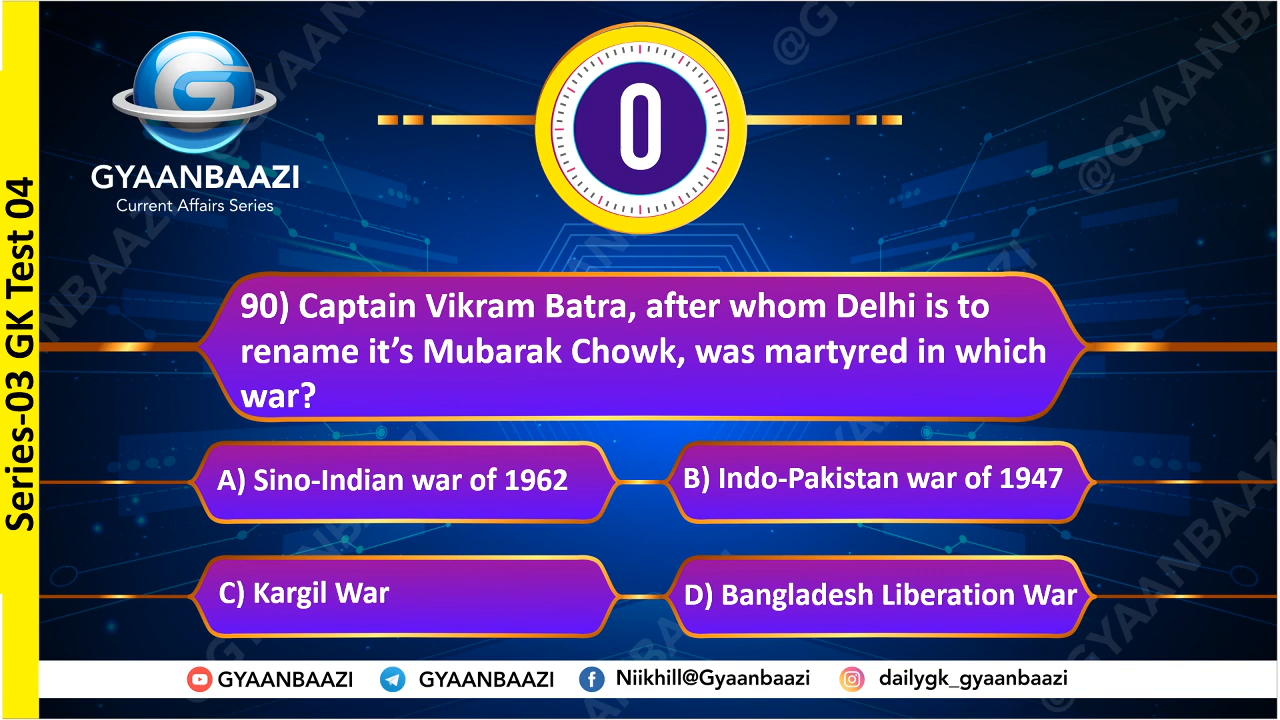 GYAANBAAZI
Current Affairs Series
0
Series-03 GK Test 04
90) Captain Vikram Batra, after whom Delhi is to
rename it’s Mubarak Chowk, was martyred in which
war?
A) Sino-Indian war of 1962
B) Indo-Pakistan war of 1947
C) Kargil War
D) Bangladesh Liberation War
GYAANBAAZI
GYAANBAAZI
Niikhill@Gyaanbaazi
dailygk_gyaanbaazi
@GYAANBAAZI